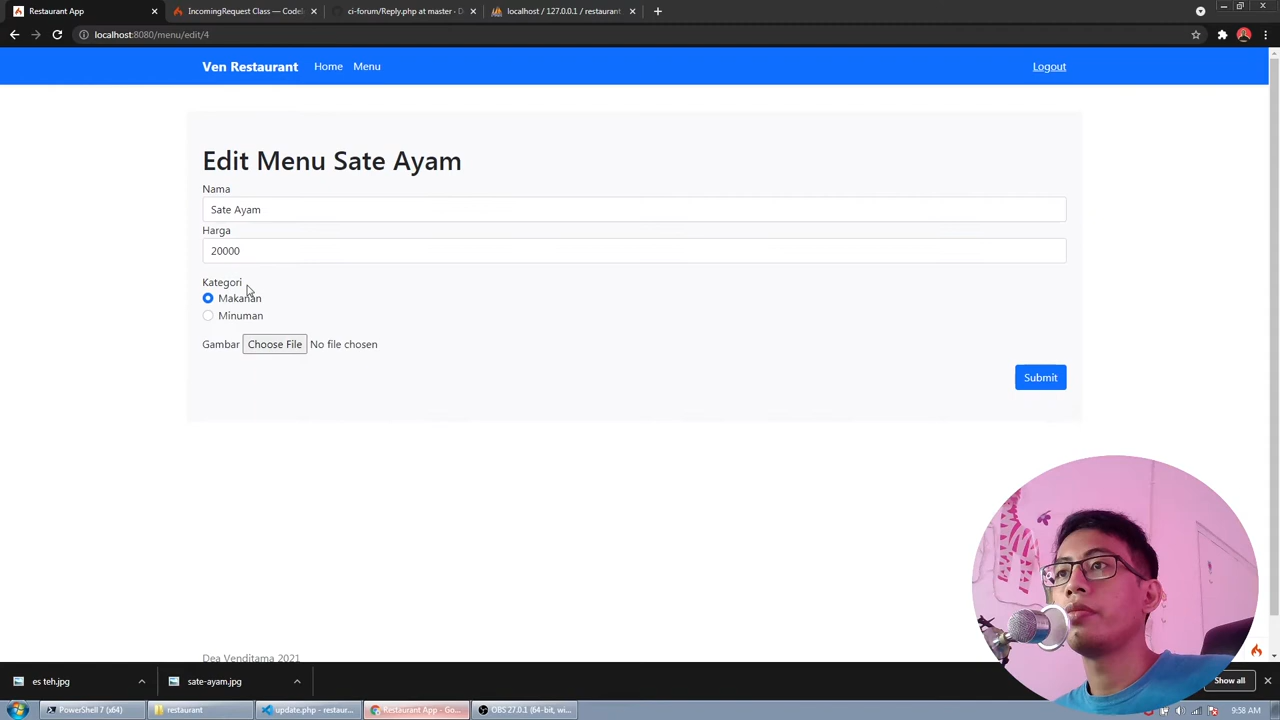 Restaurant App
IncomingRequest Class — CodeI
ci-forum/Reply.php at master · D
localhost / 127.0.0.1 / restaurant
localhost:8080/menu/edit/4
Ven Restaurant
Home
Menu
Logout
Edit Menu Sate Ayam
Nama
Sate Ayam
Harga
20000
Kategori
Makanan
Minuman
Gambar
Choose File
No file chosen
Submit
Dea Venditama 2021
es teh.jpg
sate-ayam.jpg
Show all
PowerShell 7 (x64)
restaurant
update.php - restaur...
Restaurant App - Go...
OBS 27.0.1 (64-bit, wi...
9:58 AM